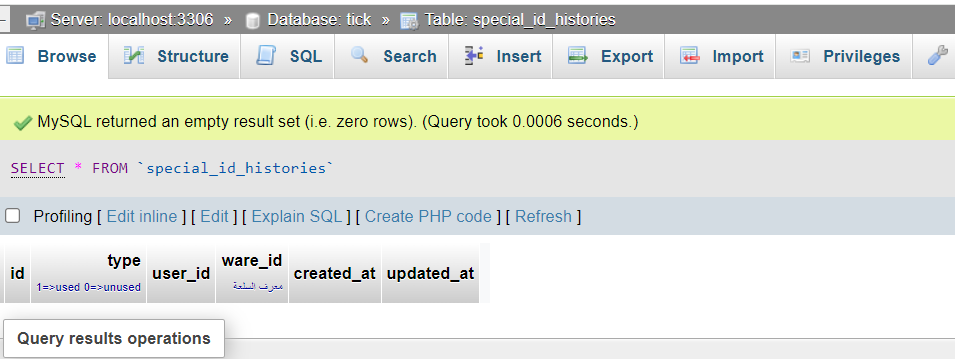 Server: localhost:3306 » Database: tick » Table: special_id_histories
Browse Structure SQL Search Insert Export Import Privileges
MySQL returned an empty result set (i.e. zero rows). (Query took 0.0006 seconds.)
SELECT * FROM `special_id_histories`
Profiling [ Edit inline ] [ Edit ] [ Explain SQL ] [ Create PHP code ] [ Refresh ]
id type user_id ware_id created_at updated_at
1=>used 0=>unused معرف السلعة
Query results operations